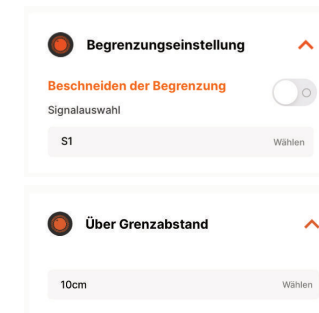 Begrenzungseinstellung
Beschneiden der Begrenzung
Signalauswahl
S1 Wählen
Über Grenzabstand
10cm Wählen